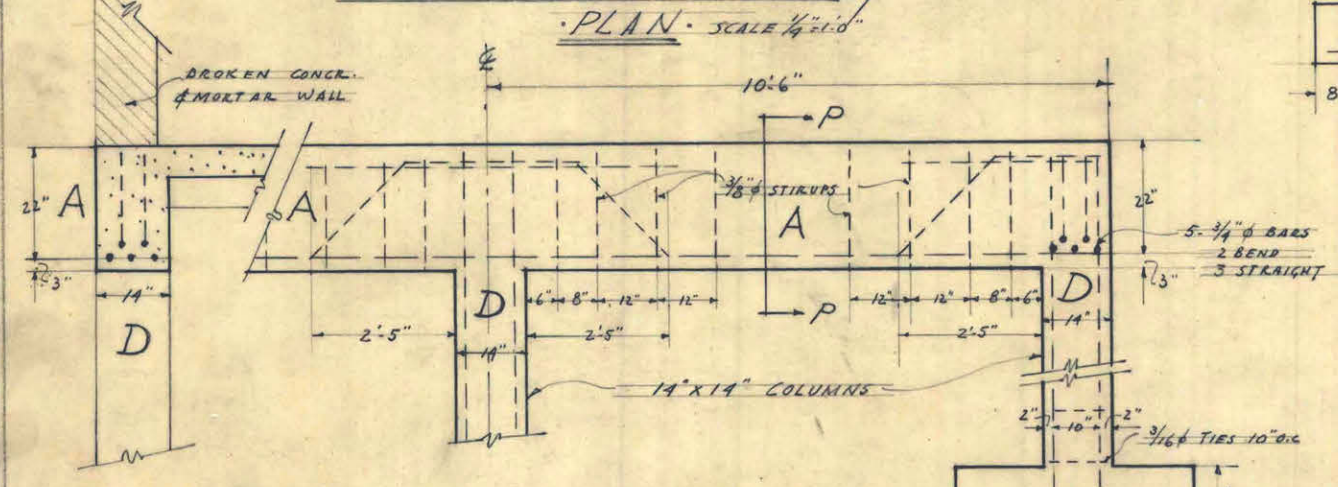 ·PLAN· SCALE ¼"=1'-0"
BROKEN CONCR.
& MORTAR WALL
℄
10'-6"
P
8
22"
A
A
3/8" ϕ STIRUPS
A
22"
5-3/4" ϕ BARS
2 BEND
3 STRAIGHT
3"
3"
14"
D
D
D
6" 8" 12" 12"
12" 12" 8" 6"
P
14"
2'-5"
14"
2'-5"
2'-5"
14"X14" COLUMNS
2" 10" 2"
3/16 ϕ TIES 10" O.C